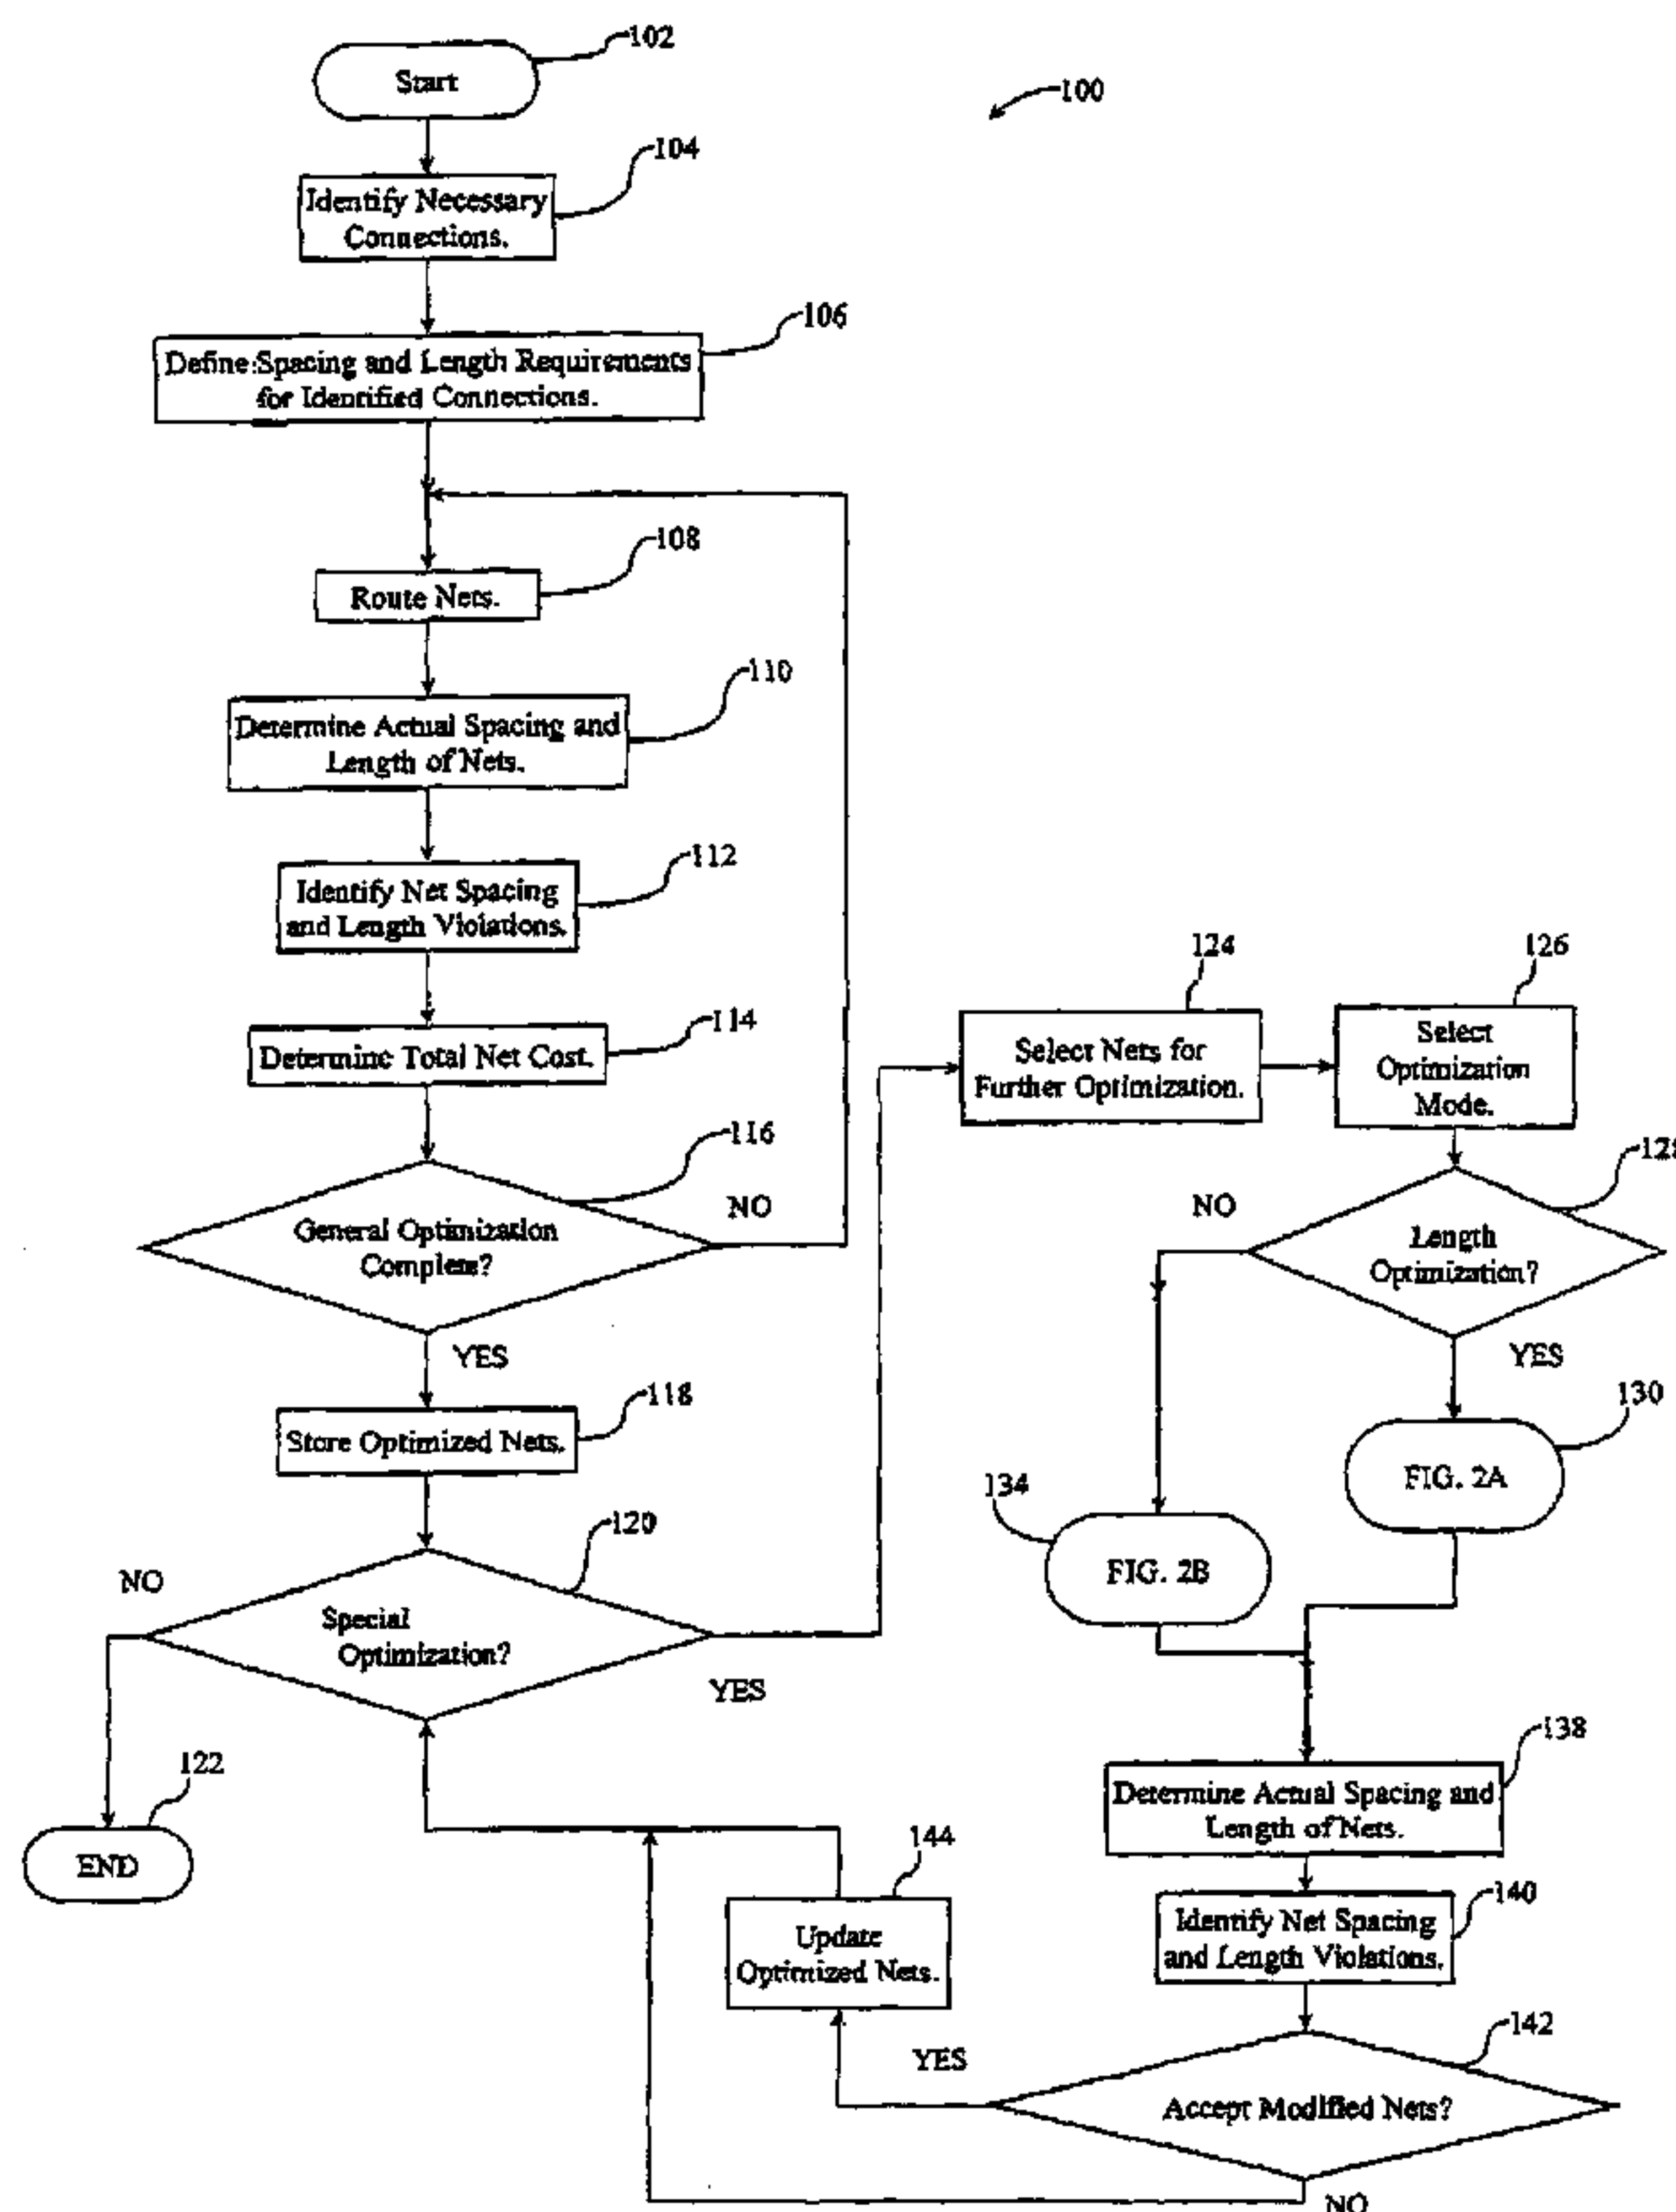 102
Start
100
104
Identify Necessary
Connections.
106
Define Spacing and Length Requirements
for Identified Connections.
108
Route Nets.
110
Determine Actual Spacing and
Length of Nets.
112
Identify Net Spacing
and Length Violations.
114
Determine Total Net Cost.
116
General Optimization
Complete?
NO
YES
118
Store Optimized Nets.
120
NO
Special
Optimization?
YES
122
END
124
Select Nets for
Further Optimization.
126
Select
Optimization
Mode.
128
NO
Length
Optimization?
YES
130
FIG. 2A
134
FIG. 2B
138
Determine Actual Spacing and
Length of Nets.
140
Identify Net Spacing
and Length Violations.
142
Accept Modified Nets?
YES
NO
144
Update
Optimized Nets.